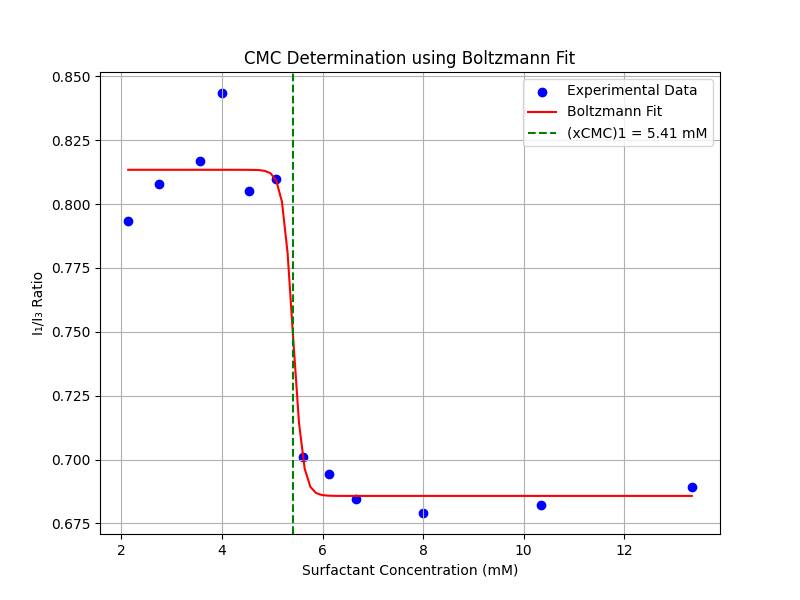 CMC Determination using Boltzmann Fit
Experimental Data
Boltzmann Fit
(xCMC)1 = 5.41 mM
I₁/I₃ Ratio
0.850
0.825
0.800
0.775
0.750
0.725
0.700
0.675
2 4 6 8 10 12
Surfactant Concentration (mM)